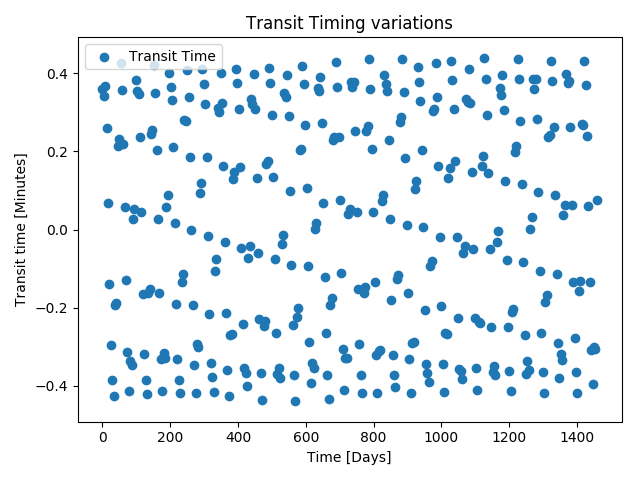 Transit Timing variations
Transit Time
Transit time [Minutes]
0.4
0.2
0.0
−0.2
−0.4
0 200 400 600 800 1000 1200 1400
Time [Days]